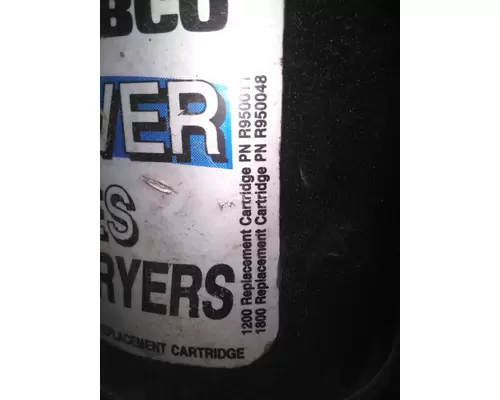 BCO
VER
ES
RYERS
REPLACEMENT CARTRIDGE
1200 Replacement Cartridge PN R950011
1800 Replacement Cartridge PN R950048